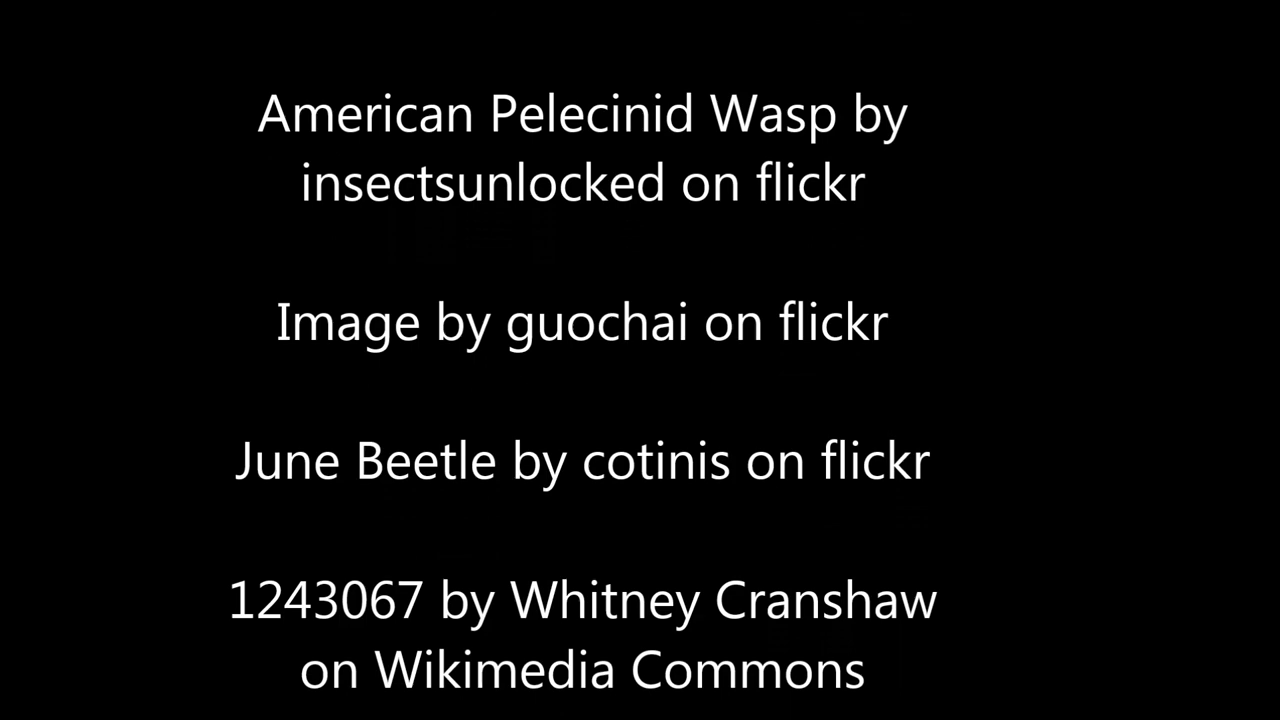 American Pelecinid Wasp by
insectsunlocked on flickr
Image by guochai on flickr
June Beetle by cotinis on flickr
1243067 by Whitney Cranshaw
on Wikimedia Commons